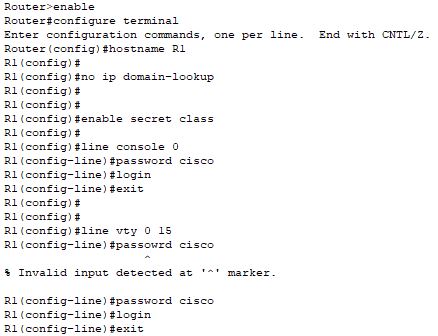 Router>enable
Router#configure terminal
Enter configuration commands, one per line.  End with CNTL/Z.
Router(config)#hostname R1
R1(config)#
R1(config)#no ip domain-lookup
R1(config)#
R1(config)#
R1(config)#enable secret class
R1(config)#
R1(config)#line console 0
R1(config-line)#password cisco
R1(config-line)#login
R1(config-line)#exit
R1(config)#
R1(config)#
R1(config)#line vty 0 15
R1(config-line)#passowrd cisco
^
% Invalid input detected at '^' marker.
R1(config-line)#password cisco
R1(config-line)#login
R1(config-line)#exit